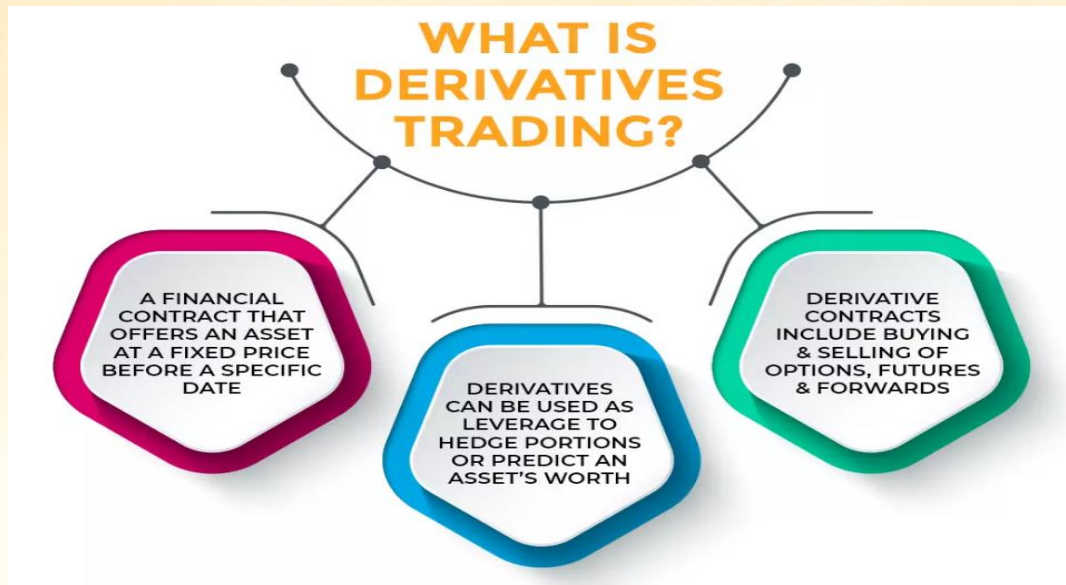 WHAT IS
DERIVATIVES
TRADING?
A FINANCIAL
CONTRACT THAT
OFFERS AN ASSET
AT A FIXED PRICE
BEFORE A SPECIFIC
DATE
DERIVATIVES
CAN BE USED AS
LEVERAGE TO
HEDGE PORTIONS
OR PREDICT AN
ASSET'S WORTH
DERIVATIVE
CONTRACTS
INCLUDE BUYING
& SELLING OF
OPTIONS, FUTURES
& FORWARDS